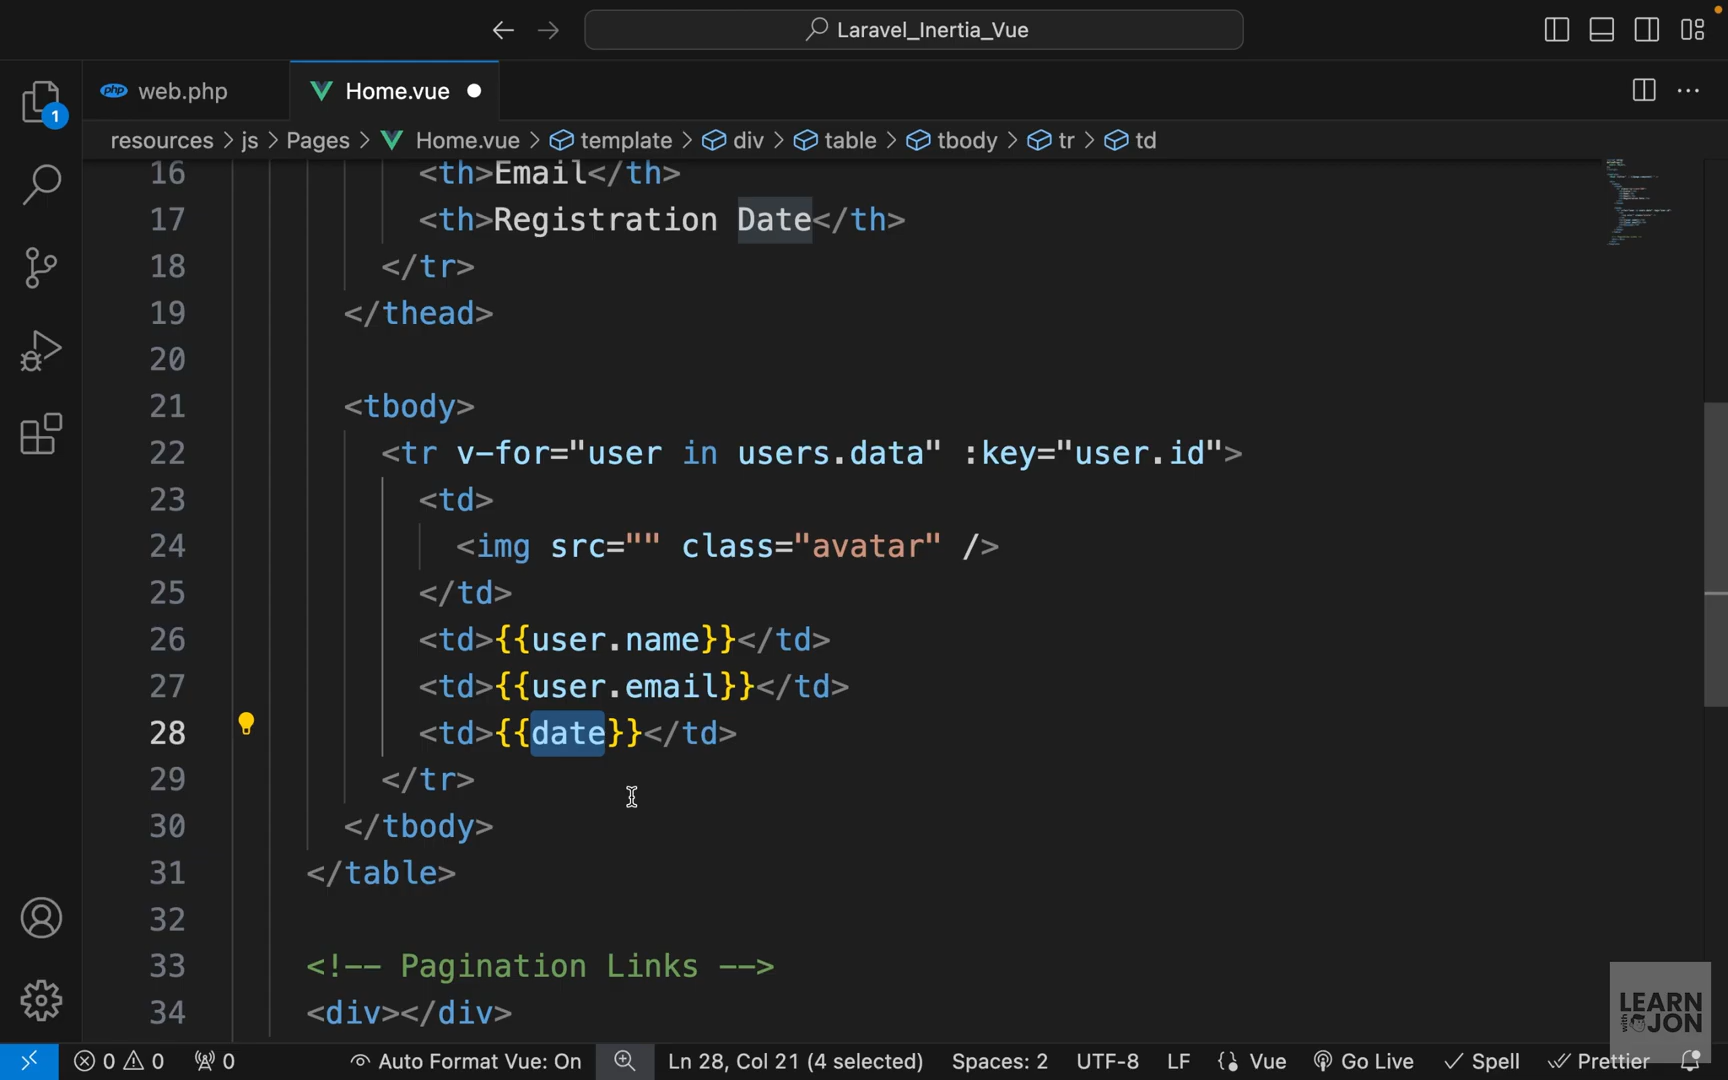 Laravel_Inertia_Vue
1
php web.php
Home.vue
resources > js > Pages > Home.vue > template > div > table > tbody > tr > td
16 <th>Email</th>
17 <th>Registration Date</th>
18 </tr>
19 </thead>
20
21 <tbody>
22 <tr v-for="user in users.data" :key="user.id">
23 <td>
24 <img src="" class="avatar" />
25 </td>
26 <td>{{user.name}}</td>
27 <td>{{user.email}}</td>
28 <td>{{date}}</td>
29 </tr>
30 </tbody>
31 </table>
32
33 <!-- Pagination Links -->
34 <div></div>
LEARN
with
JON
0 0 0 Auto Format Vue: On Ln 28, Col 21 (4 selected) Spaces: 2 UTF-8 LF {} Vue Go Live Spell Prettier